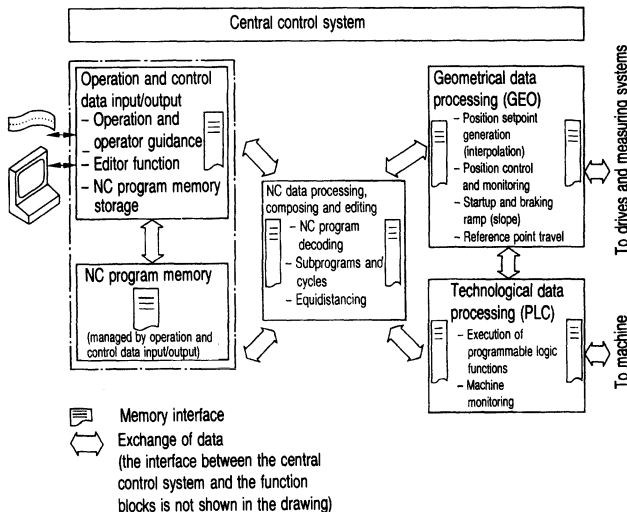 Central control system
Operation and control
data input/output
– Operation and
_ operator guidance
– Editor function
– NC program memory
storage
NC program memory
(managed by operation and
control data input/output)
NC data processing,
composing and editing
– NC program
decoding
– Subprograms and
cycles
– Equidistancing
Geometrical data
processing (GEO)
– Position setpoint
generation
(interpolation)
– Position control
and monitoring
– Startup and braking
ramp (slope)
– Reference point travel
To drives and measuring systems
Technological data
processing (PLC)
– Execution of
programmable logic
functions
– Machine
monitoring
To machine
Memory interface
Exchange of data
(the interface between the central
control system and the function
blocks is not shown in the drawing)